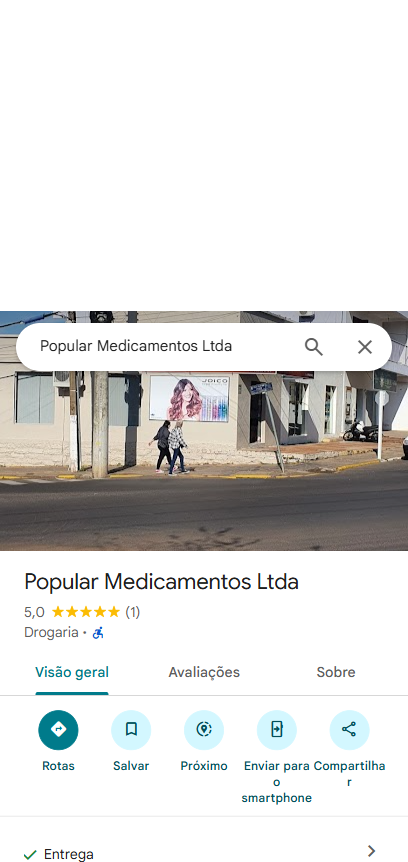 Popular Medicamentos Ltda
JOICO
Popular Medicamentos Ltda
5,0 (1)
Drogaria ·
Visão geral
Avaliações
Sobre
Rotas
Salvar
Próximo
Enviar para
o
smartphone
Compartilha
r
Entrega